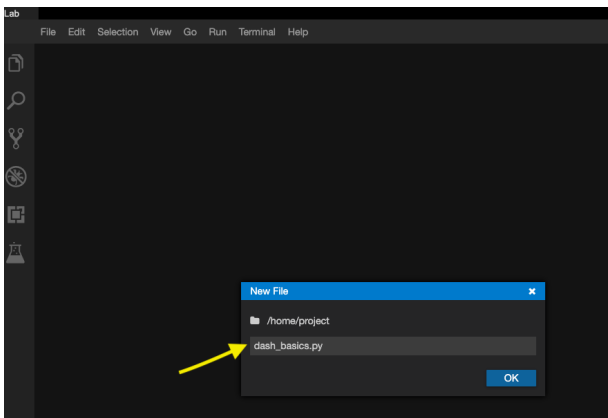 Lab
File Edit Selection View Go Run Terminal Help
New File
/home/project
dash_basics.py
OK